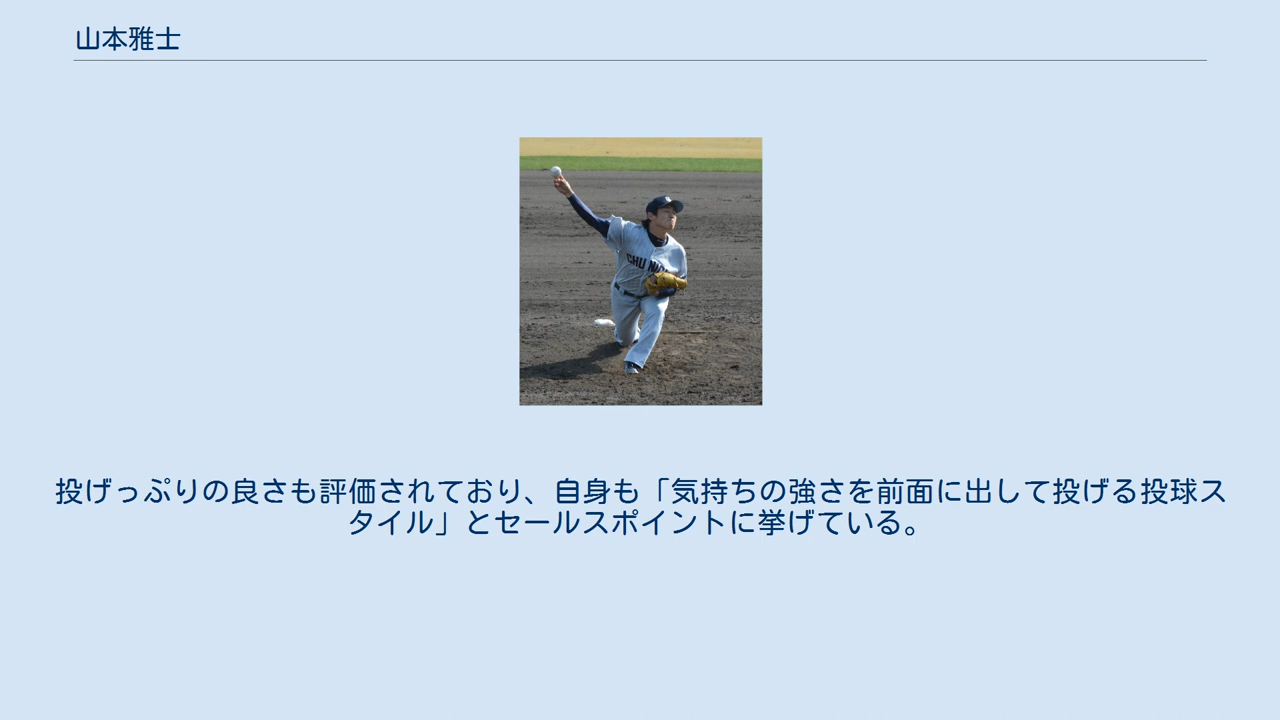 山本雅士
投げっぷりの良さも評価されており、自身も「気持ちの強さを前面に出して投げる投球ス
タイル」とセールスポイントに挙げている。